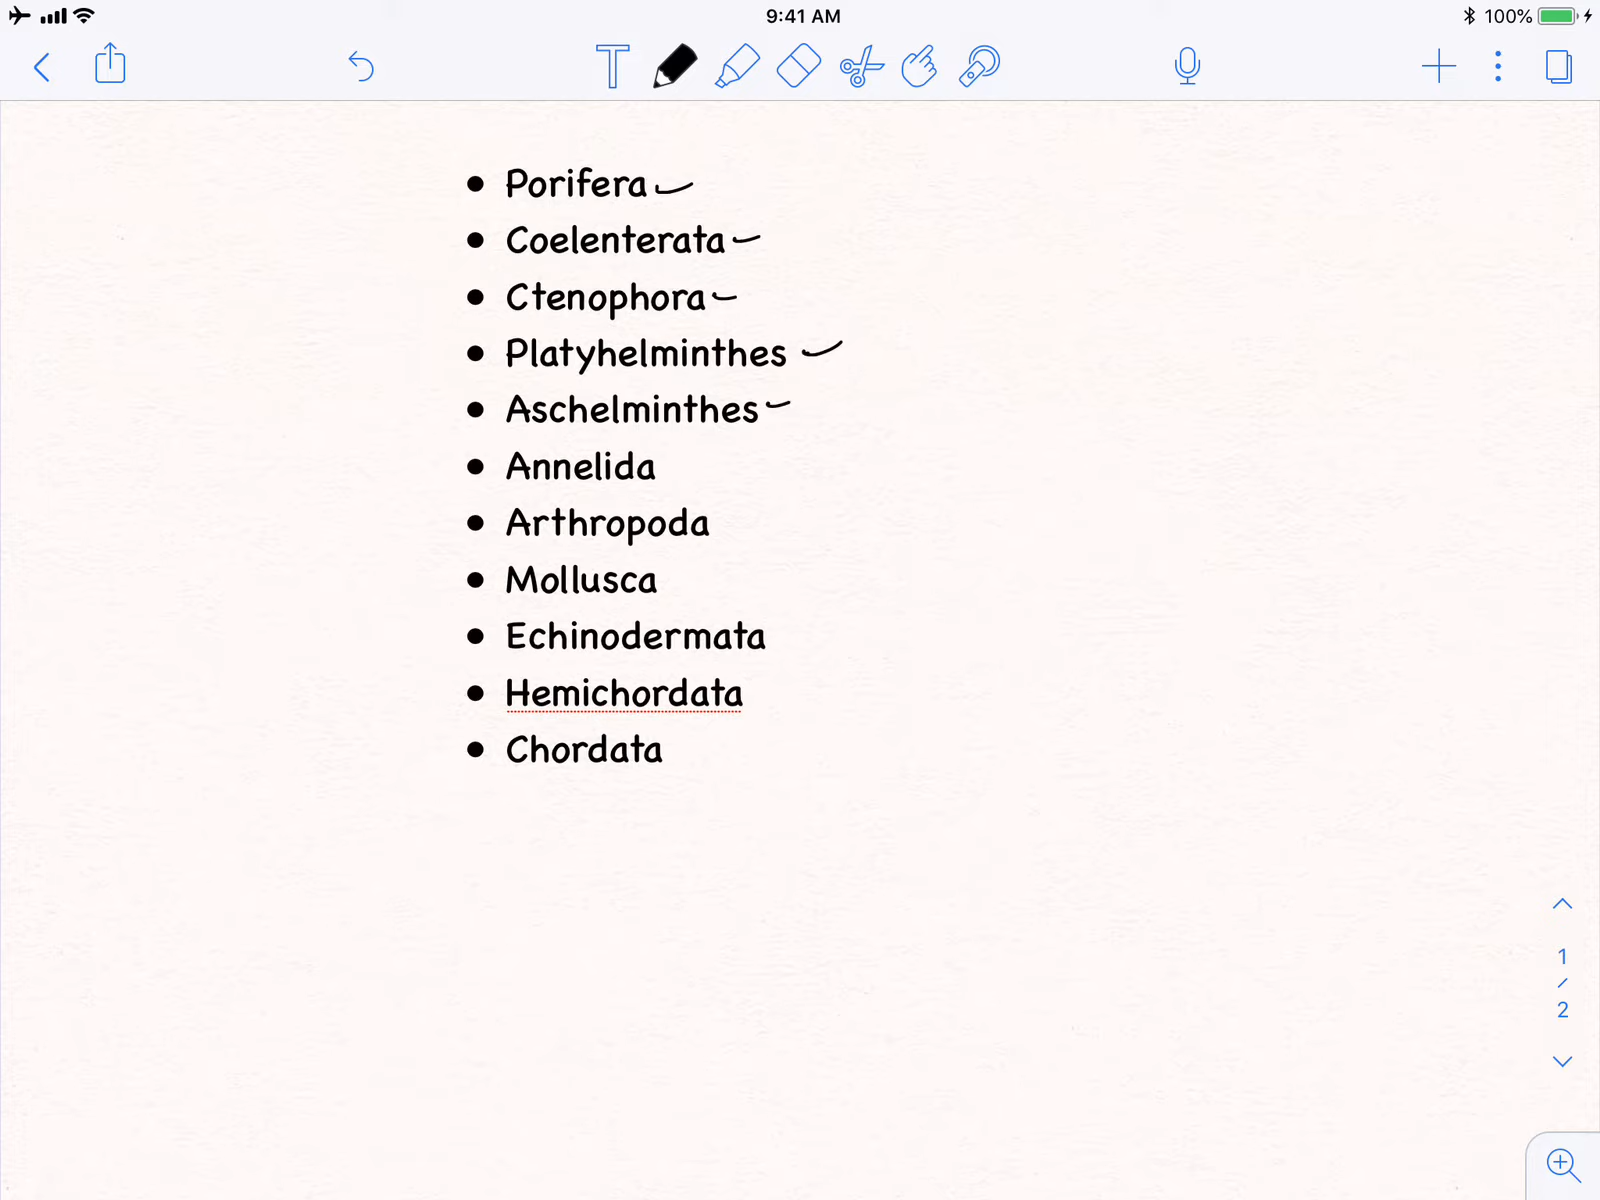 9:41 AM
100%
T
• Porifera
• Coelenterata
• Ctenophora
• Platyhelminthes
• Aschelminthes
• Annelida
• Arthropoda
• Mollusca
• Echinodermata
• Hemichordata
• Chordata
1
/
2